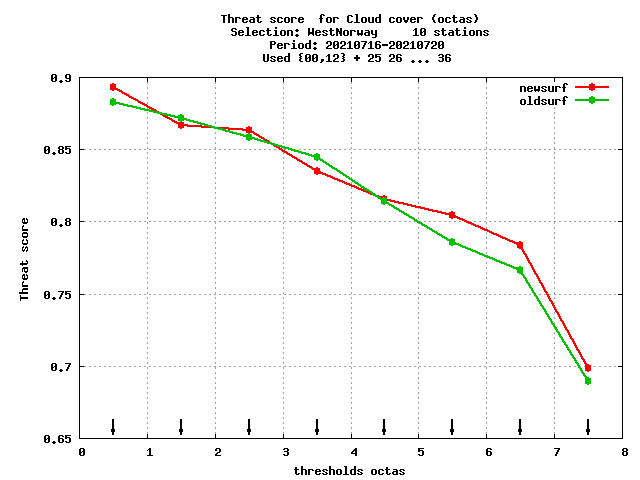 Threat score  for Cloud cover (octas)
Selection: WestNorway     10 stations
Period: 20210716-20210720
Used {00,12} + 25 26 ... 36
newsurf
oldsurf
0.9
0.85
0.8
0.75
0.7
0.65
Threat score
0 1 2 3 4 5 6 7 8
thresholds octas